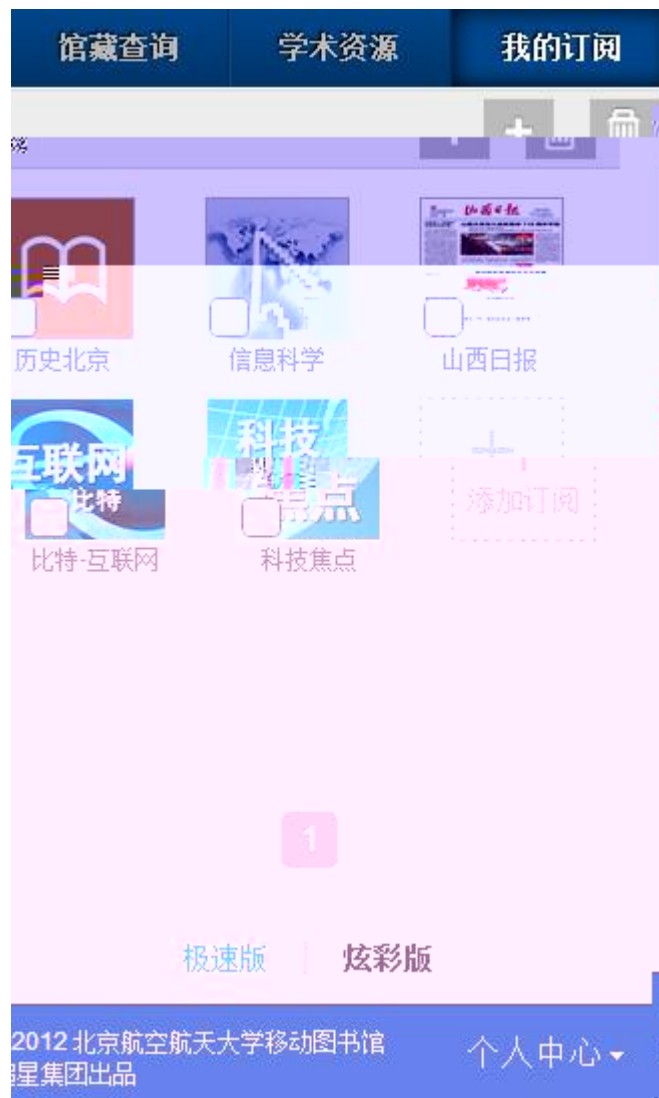 馆藏查询 学术资源 我的订阅
山西日报
历史北京 信息科学 山西日报
互联网 科技
比特 焦点 添加订阅
比特-互联网 科技焦点
1
极速版 炫彩版
2012 北京航空航天大学移动图书馆 个人中心
星集团出品